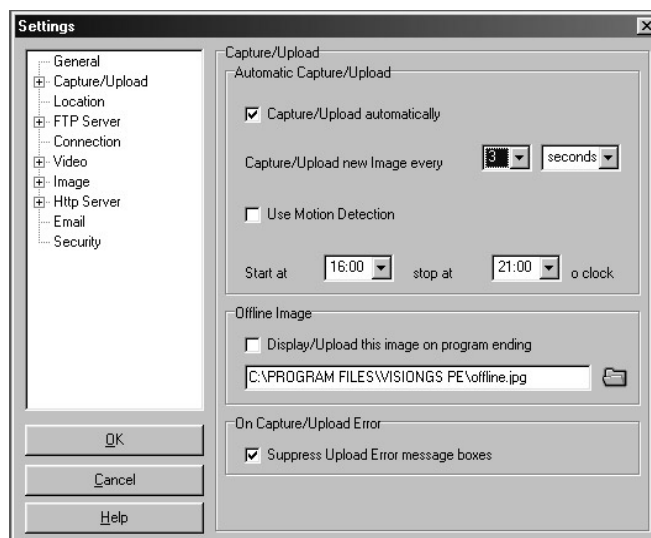 Settings
General
Capture/Upload
Location
FTP Server
Connection
Video
Image
Http Server
Email
Security
OK
Cancel
Help
Capture/Upload
Automatic Capture/Upload
Capture/Upload automatically
Capture/Upload new Image every 3 seconds
Use Motion Detection
Start at 16:00 stop at 21:00 o clock
Offline Image
Display/Upload this image on program ending
C:\PROGRAM FILES\VISIONGS PE\offline.jpg
On Capture/Upload Error
Suppress Upload Error message boxes